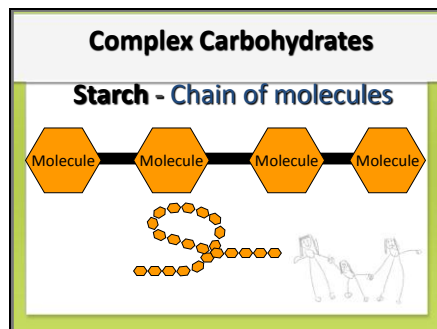 Complex Carbohydrates
Starch - Chain of molecules
Molecule Molecule Molecule Molecule